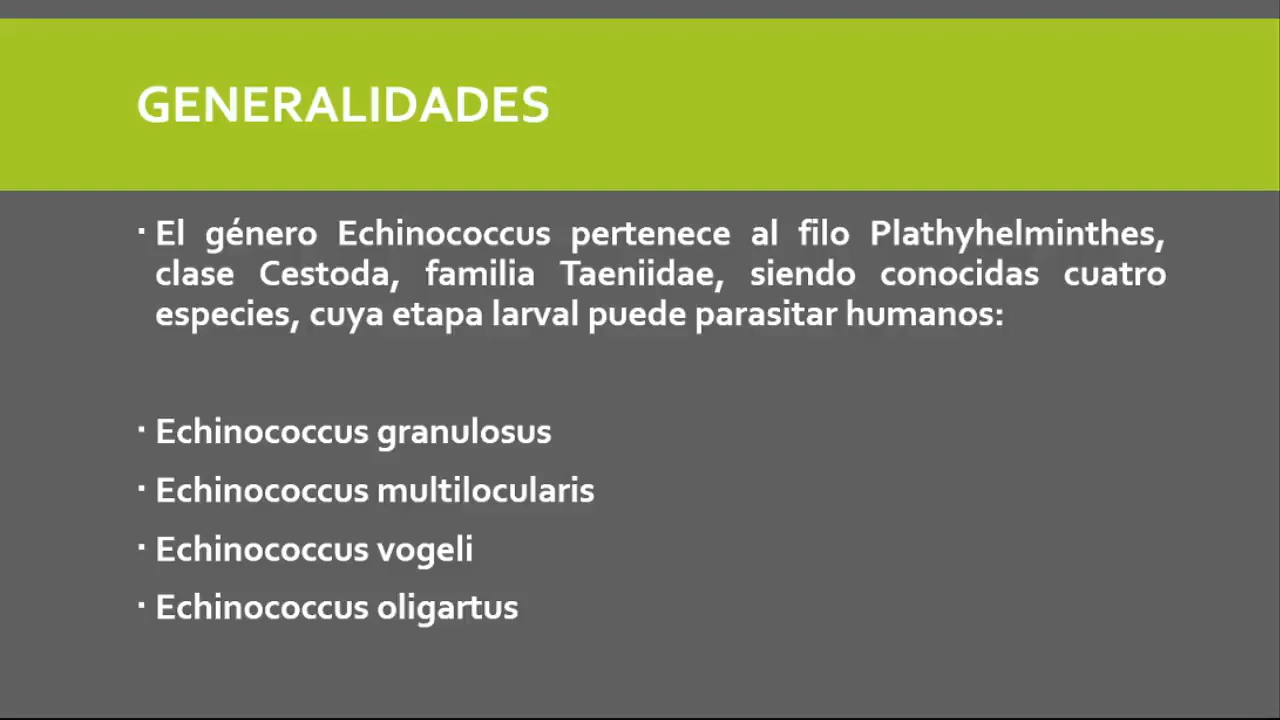 GENERALIDADES
· El género Echinococcus pertenece al filo Plathyhelminthes,
clase Cestoda, familia Taeniidae, siendo conocidas cuatro
especies, cuya etapa larval puede parasitar humanos:
· Echinococcus granulosus
· Echinococcus multilocularis
· Echinococcus vogeli
· Echinococcus oligartus